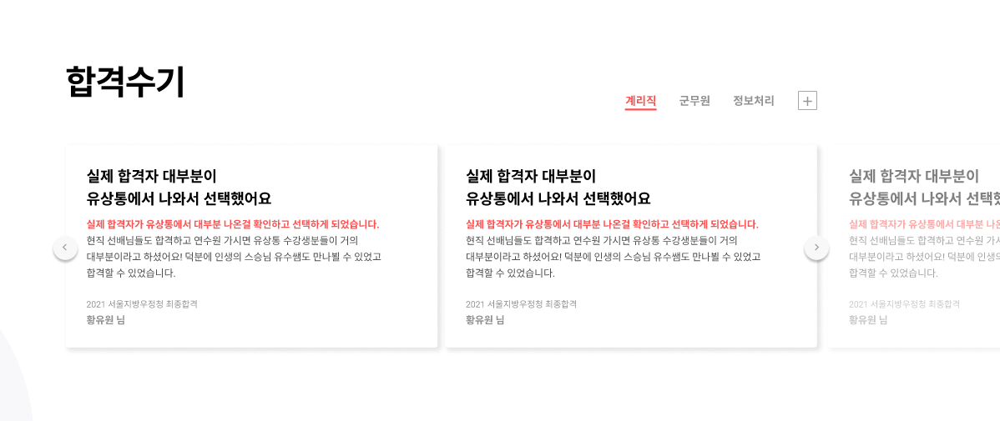 합격수기
계리직 군무원 정보처리
실제 합격자 대부분이
유상통에서 나와서 선택했어요
실제 합격자가 유상통에서 대부분 나온걸 확인하고 선택하게 되었습니다.
현직 선배님들도 합격하고 연수원 가시면 유상통 수강생분들이 거의
대부분이라고 하셨어요! 덕분에 인생의 스승님 유수쌤도 만나뵐 수 있었고
합격할 수 있었습니다.
2021 서울지방우정청 최종합격
황유원 님
실제 합격자 대부분이
유상통에서 나와서 선택했어요
실제 합격자가 유상통에서 대부분 나온걸 확인하고 선택하게 되었습니다.
현직 선배님들도 합격하고 연수원 가시면 유상통 수강생분들이 거의
대부분이라고 하셨어요! 덕분에 인생의 스승님 유수쌤도 만나뵐 수 있었고
합격할 수 있었습니다.
2021 서울지방우정청 최종합격
황유원 님
실제 합격자 대부분이
유상통에서 나와서 선택
실제 합격자가 유상통에서 대부분
현직 선배님들도 합격하고 연수원
대부분이라고 하셨어요! 덕분에
합격할 수 있었습니다.
2021 서울지방우정청 최종합격
황유원 님